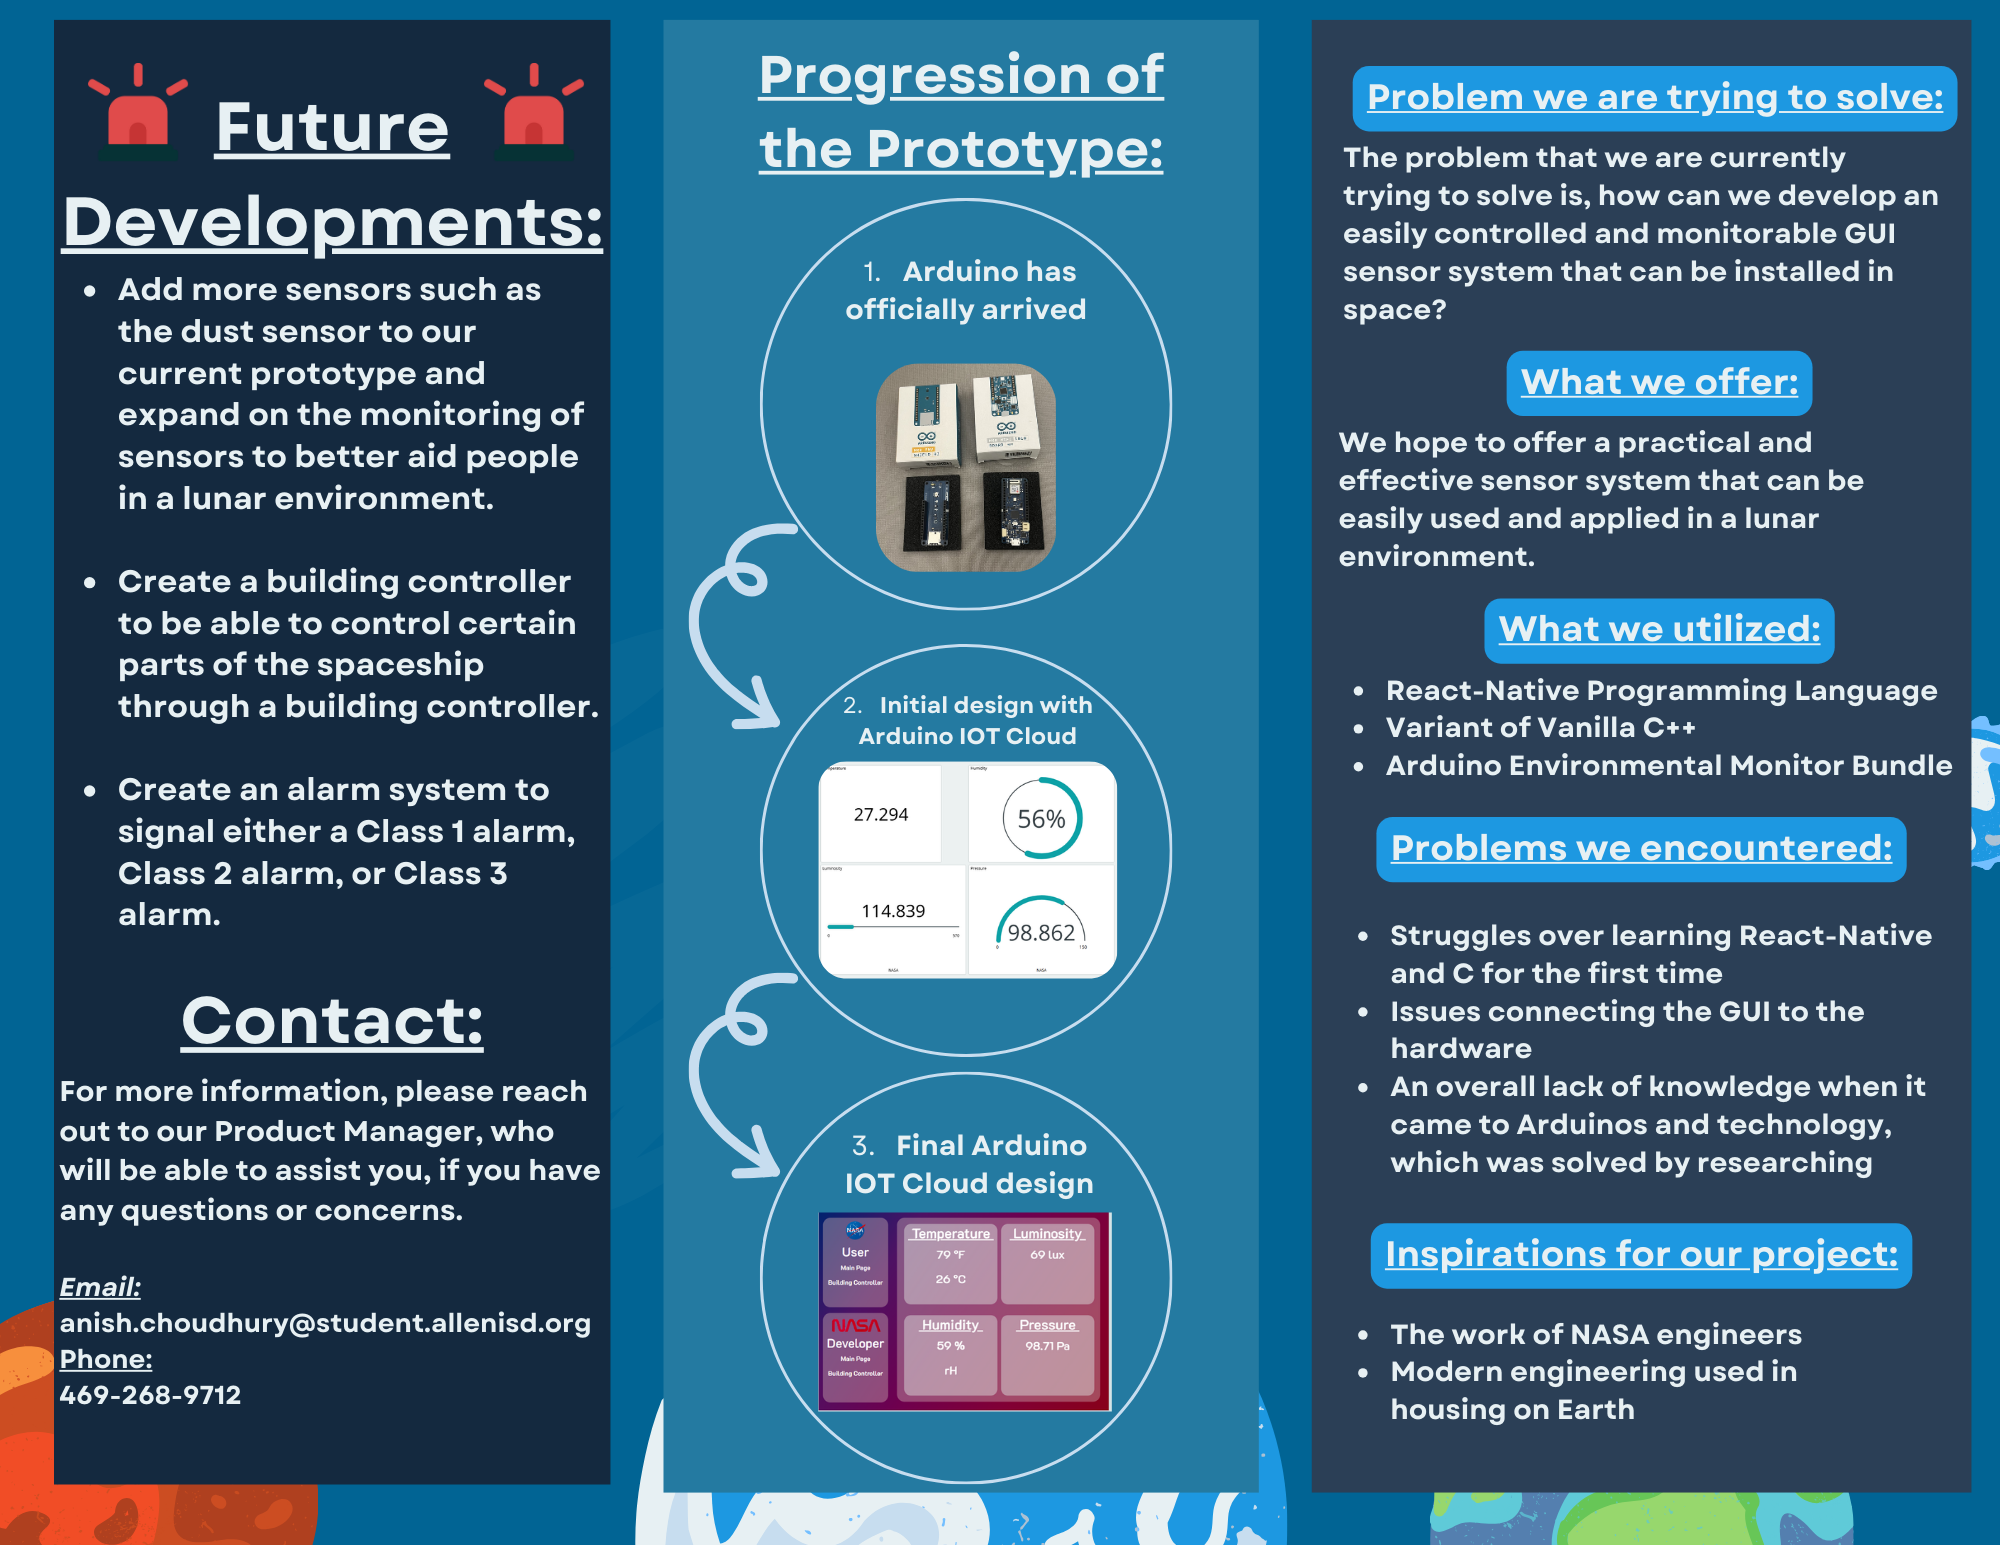 Future
Developments:
• Add more sensors such as
the dust sensor to our
current prototype and
expand on the monitoring of
sensors to better aid people
in a lunar environment.
• Create a building controller
to be able to control certain
parts of the spaceship
through a building controller.
• Create an alarm system to
signal either a Class 1 alarm,
Class 2 alarm, or Class 3
alarm.
Contact:
For more information, please reach
out to our Product Manager, who
will be able to assist you, if you have
any questions or concerns.
Email:
anish.choudhury@student.allenisd.org
Phone:
469-268-9712
Progression of
the Prototype:
1. Arduino has
officially arrived
2. Initial design with
Arduino IOT Cloud
Humidity
27.294
56%
Luminosity
Pressure
114.839
98.862
0
570
0
150
NASA
NASA
3. Final Arduino
IOT Cloud design
NASA
User
Main Page
Building Controller
Temperature
79 °F
26 °C
Luminosity
69 lux
NASA
Developer
Main Page
Building Controller
Humidity
59 %
rH
Pressure
98.71 Pa
Problem we are trying to solve:
The problem that we are currently
trying to solve is, how can we develop an
easily controlled and monitorable GUI
sensor system that can be installed in
space?
What we offer:
We hope to offer a practical and
effective sensor system that can be
easily used and applied in a lunar
environment.
What we utilized:
• React-Native Programming Language
• Variant of Vanilla C++
• Arduino Environmental Monitor Bundle
Problems we encountered:
• Struggles over learning React-Native
and C for the first time
• Issues connecting the GUI to the
hardware
• An overall lack of knowledge when it
came to Arduinos and technology,
which was solved by researching
Inspirations for our project:
• The work of NASA engineers
• Modern engineering used in
housing on Earth